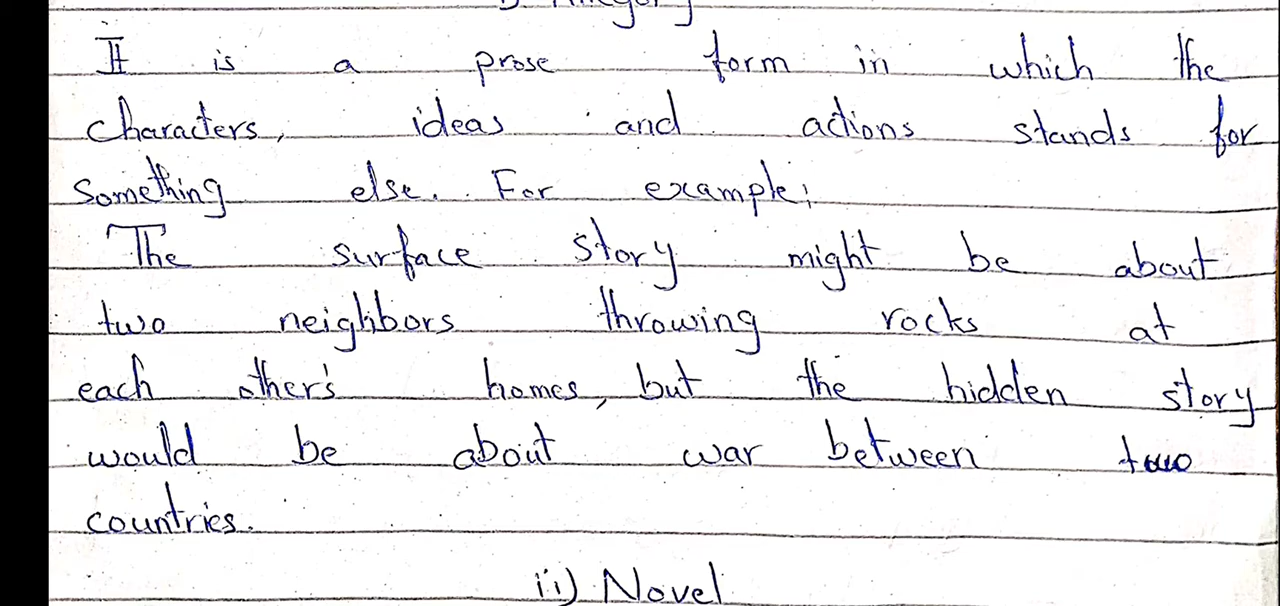 It is a prose form in which the
characters, ideas and actions stands for
something else. For example;
The surface story might be about
two neighbors throwing rocks at
each other's homes, but the hidden story
would be about war between two
countries.
ii) Novel